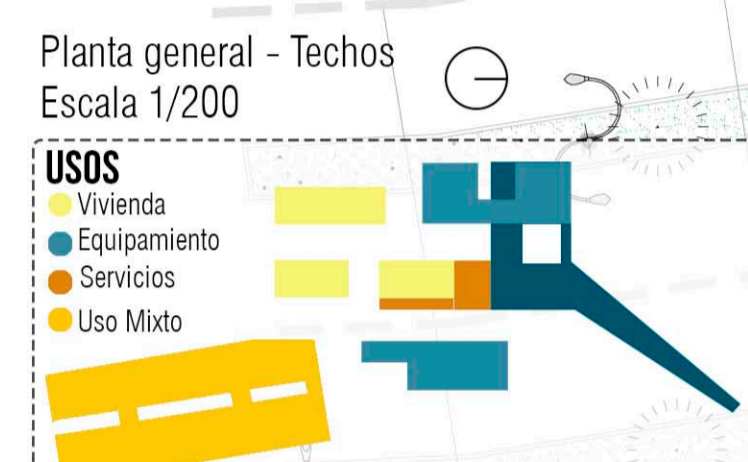 Planta general - Techos
Escala 1/200
USOS
Vivienda
Equipamiento
Servicios
Uso Mixto